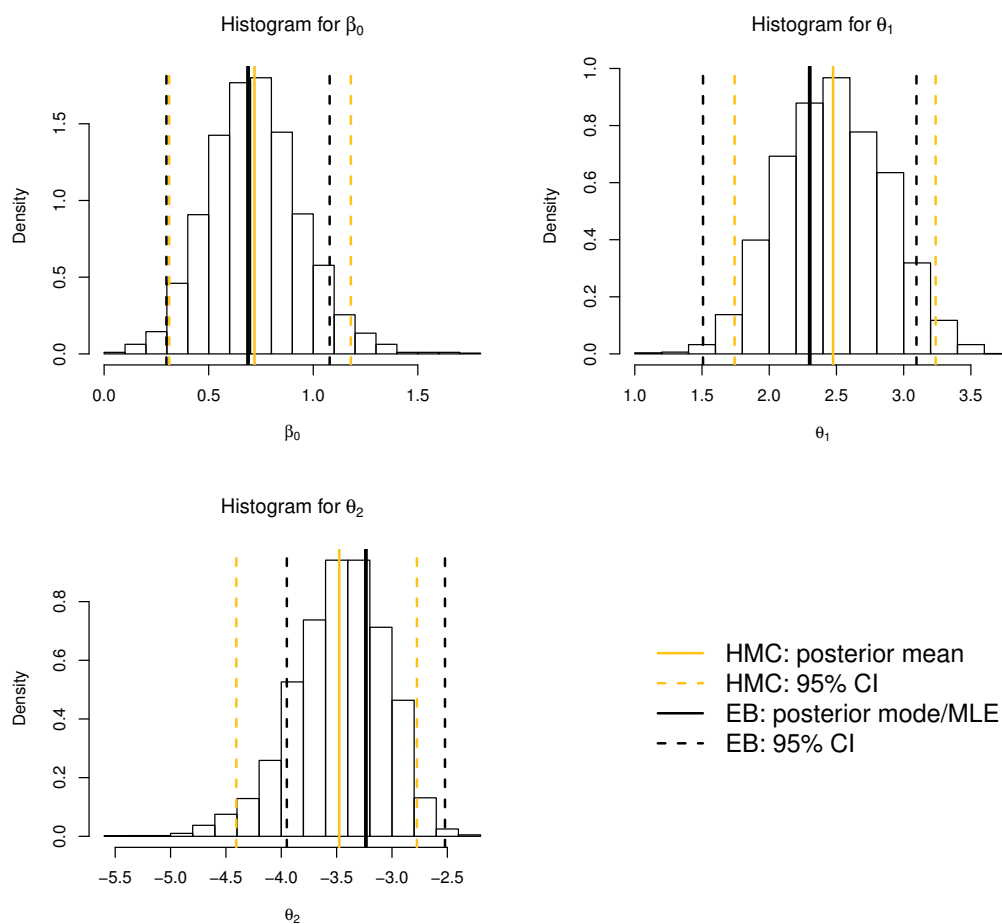 Histogram for β0
Density
0.0 0.5 1.0 1.5
0.0 0.5 1.0 1.5
β0
Histogram for θ1
Density
0.0 0.2 0.4 0.6 0.8 1.0
1.0 1.5 2.0 2.5 3.0 3.5
θ1
Histogram for θ2
Density
0.0 0.2 0.4 0.6 0.8
−5.5 −5.0 −4.5 −4.0 −3.5 −3.0 −2.5
θ2
HMC: posterior mean
HMC: 95% CI
EB: posterior mode/MLE
EB: 95% CI